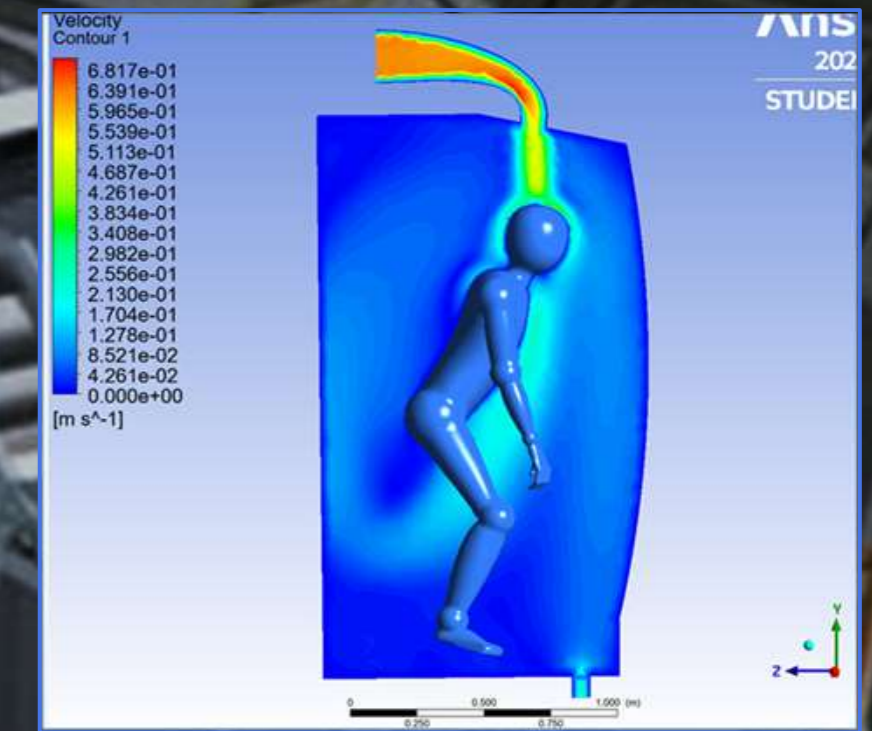 Velocity
Contour 1
6.817e-01
6.391e-01
5.965e-01
5.539e-01
5.113e-01
4.687e-01
4.261e-01
3.834e-01
3.408e-01
2.982e-01
2.556e-01
2.130e-01
1.704e-01
1.278e-01
8.521e-02
4.261e-02
0.000e+00
[m s^-1]
Ans
202
STUDEI
Y
Z
0 0.500 1.000 (m)
0.250 0.750